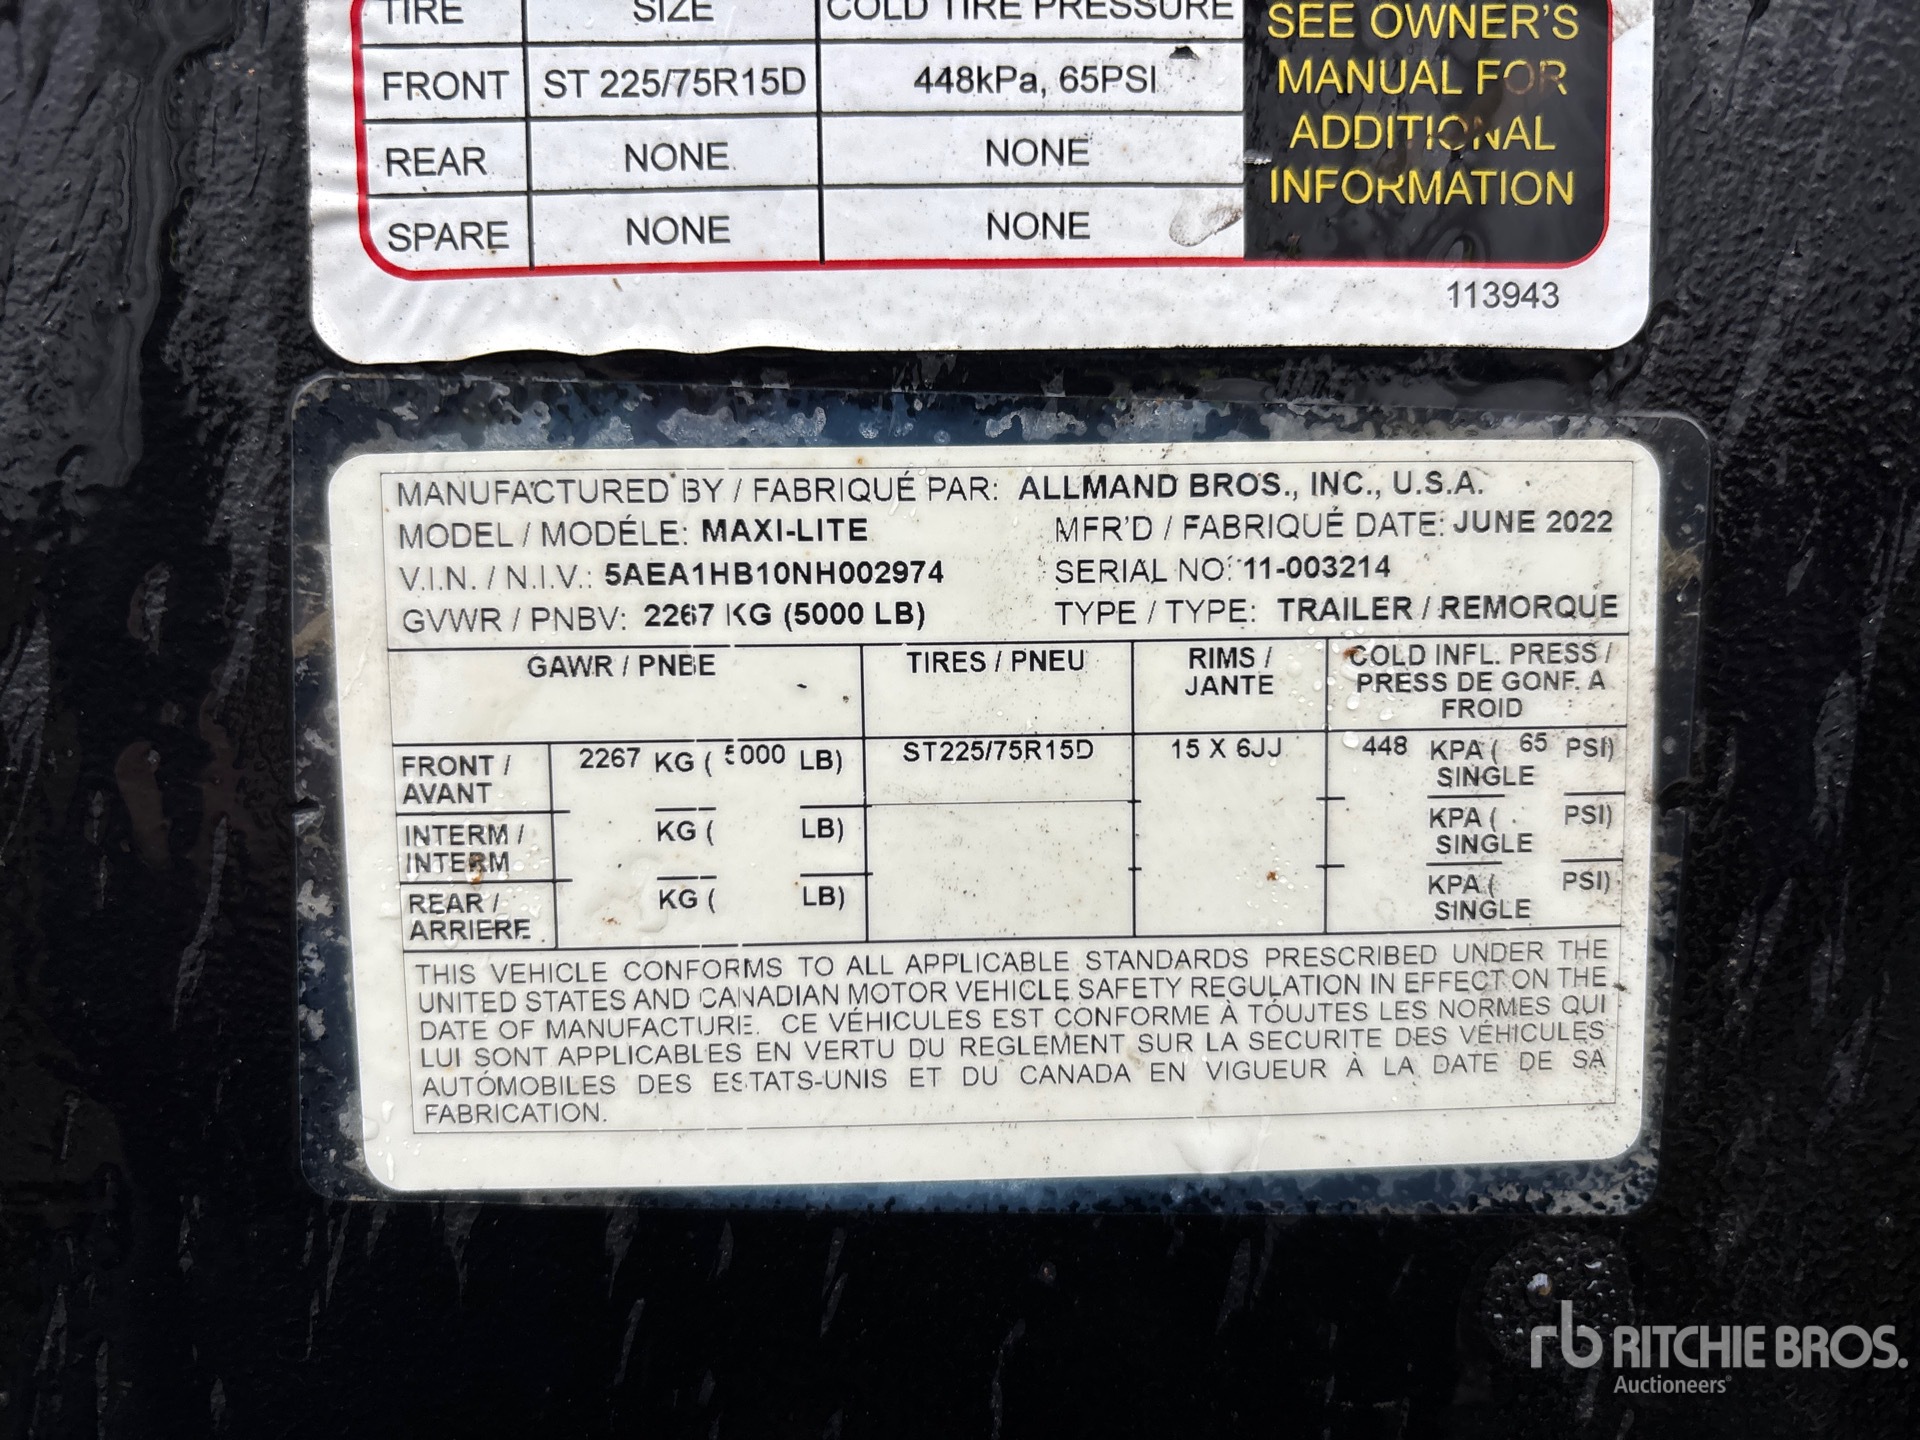 TIRE SIZE COLD TIRE PRESSURE
FRONT ST 225/75R15D 448kPa, 65PSI
REAR NONE NONE
SPARE NONE NONE
SEE OWNER'S
MANUAL FOR
ADDITIONAL
INFORMATION
113943
MANUFACTURED BY / FABRIQUÉ PAR: ALLMAND BROS., INC., U.S.A.
MODEL / MODÉLE: MAXI-LITE MFR'D / FABRIQUÉ DATE: JUNE 2022
V.I.N. / N.I.V.: 5AEA1HB10NH002974 SERIAL NO: 11-003214
GVWR / PNBV: 2267 KG (5000 LB) TYPE / TYPE: TRAILER / REMORQUE
GAWR / PNBE TIRES / PNEU RIMS / JANTE COLD INFL. PRESS / PRESS DE GONF. A FROID
FRONT / AVANT 2267 KG ( 5000 LB) ST225/75R15D 15 X 6JJ 448 KPA ( 65 PSI) SINGLE
INTERM / INTERM KG ( LB) KPA ( PSI) SINGLE
REAR / ARRIERE KG ( LB) KPA ( PSI) SINGLE
THIS VEHICLE CONFORMS TO ALL APPLICABLE STANDARDS PRESCRIBED UNDER THE
UNITED STATES AND CANADIAN MOTOR VEHICLE SAFETY REGULATION IN EFFECT ON THE
DATE OF MANUFACTURE. CE VÉHICULES EST CONFORME À TÓUJTES LES NORMES QUI
LUI SONT APPLICABLES EN VERTU DU REGLEMENT SUR LA SECURITE DES VÉHICULES
AUTÓMOBILES DES ESTATS-UNIS ET DU CANADA EN VIGUEUR À LA DATE DE SA
FABRICATION.
rb RITCHIE BROS.
Auctioneers